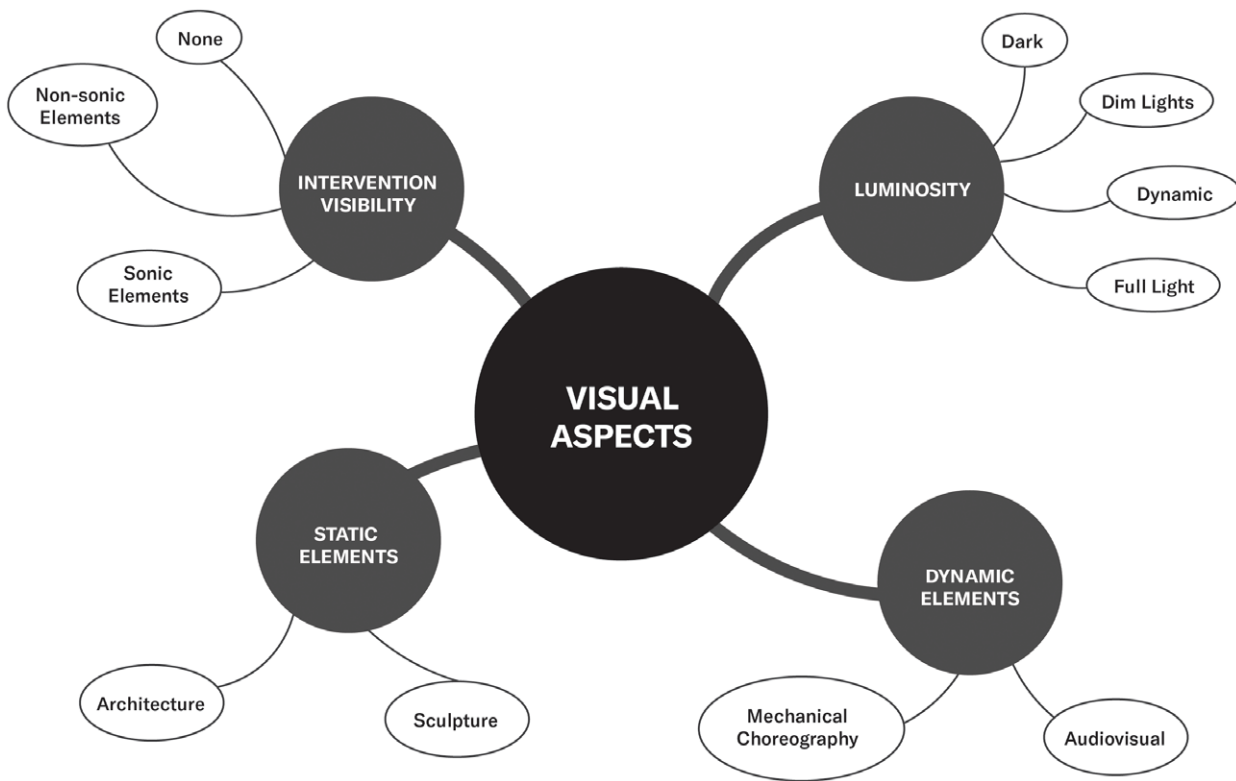 None
Non-sonic
Elements
INTERVENTION
VISIBILITY
Sonic
Elements
Dark
Dim Lights
LUMINOSITY
Dynamic
Full Light
VISUAL
ASPECTS
STATIC
ELEMENTS
Architecture
Sculpture
DYNAMIC
ELEMENTS
Mechanical
Choreography
Audiovisual